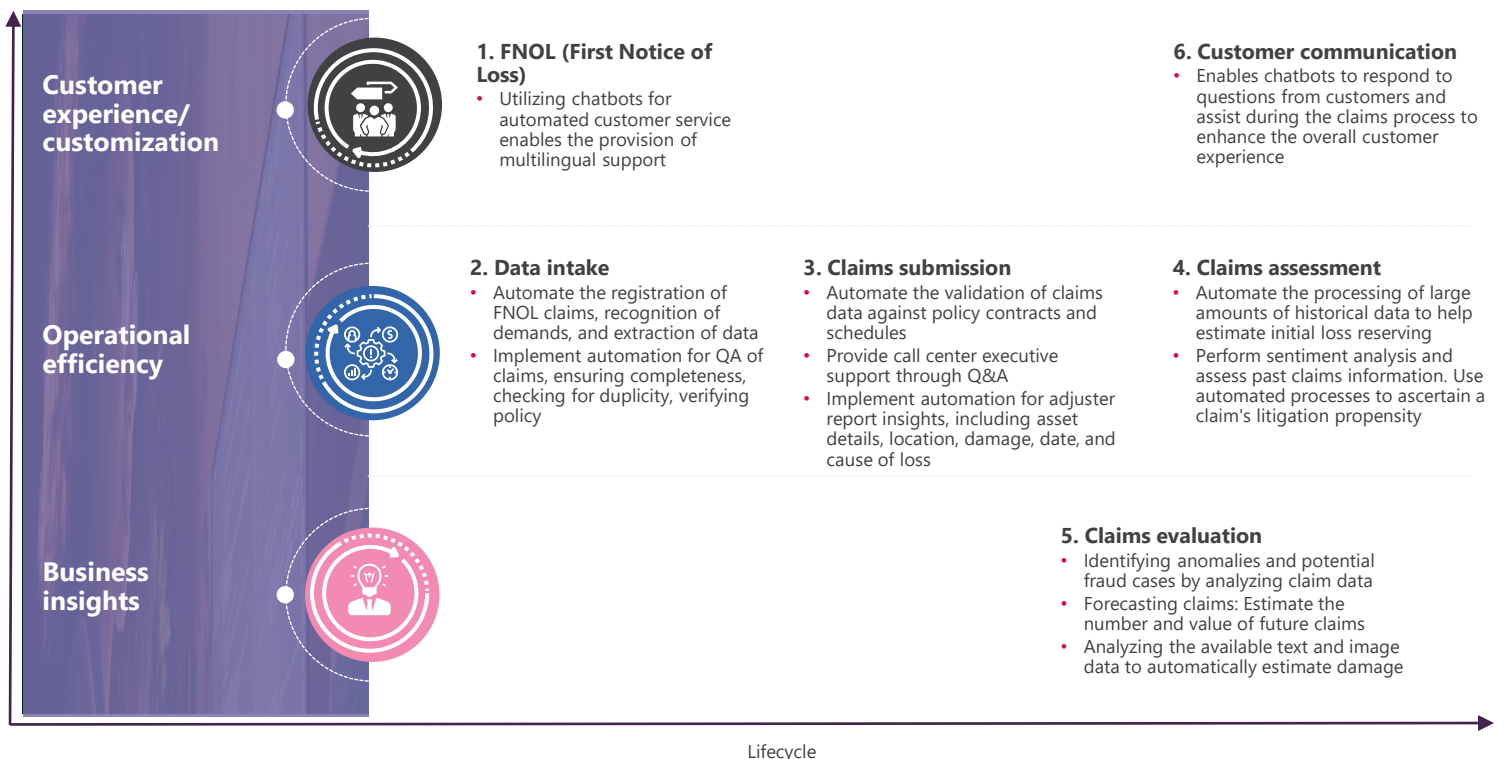 Customer
experience/
customization
1. FNOL (First Notice of
Loss)
• Utilizing chatbots for
automated customer service
enables the provision of
multilingual support
6. Customer communication
• Enables chatbots to respond to
questions from customers and
assist during the claims process to
enhance the overall customer
experience
Operational
efficiency
2. Data intake
• Automate the registration of
FNOL claims, recognition of
demands, and extraction of data
• Implement automation for QA of
claims, ensuring completeness,
checking for duplicity, verifying
policy
3. Claims submission
• Automate the validation of claims
data against policy contracts and
schedules
• Provide call center executive
support through Q&A
• Implement automation for adjuster
report insights, including asset
details, location, damage, date, and
cause of loss
4. Claims assessment
• Automate the processing of large
amounts of historical data to help
estimate initial loss reserving
• Perform sentiment analysis and
assess past claims information. Use
automated processes to ascertain a
claim's litigation propensity
Business
insights
5. Claims evaluation
• Identifying anomalies and potential
fraud cases by analyzing claim data
• Forecasting claims: Estimate the
number and value of future claims
• Analyzing the available text and image
data to automatically estimate damage
Lifecycle